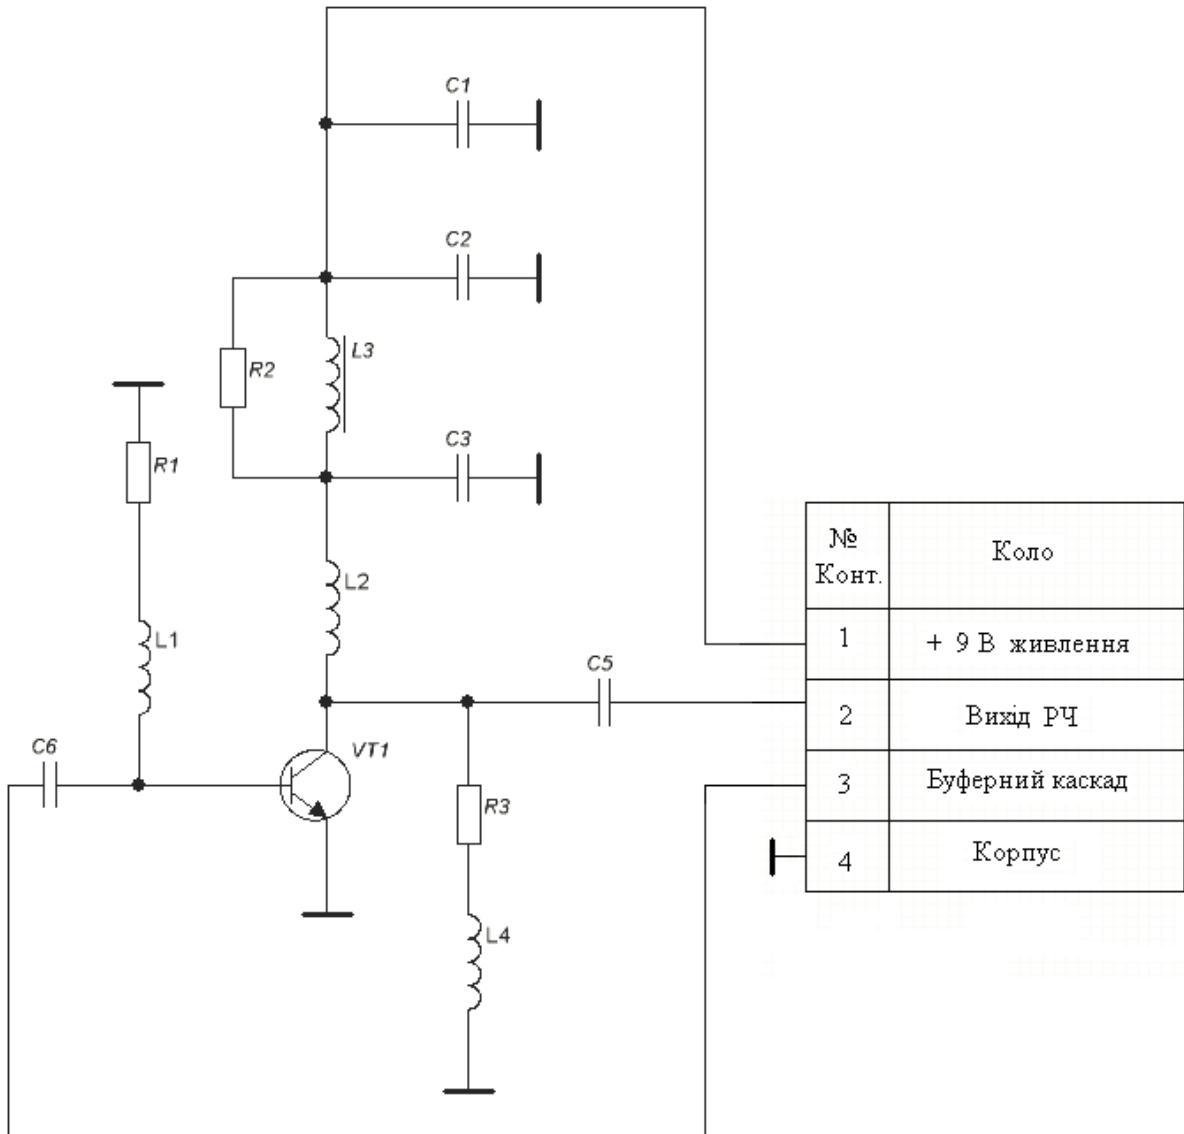 C1
C2
L3
R2
C3
R1
L2
L1
C5
C6
VT1
R3
L4
№ Конт.
Коло
1
+ 9 В живлення
2
Вихід РЧ
3
Буферний каскад
4
Корпус